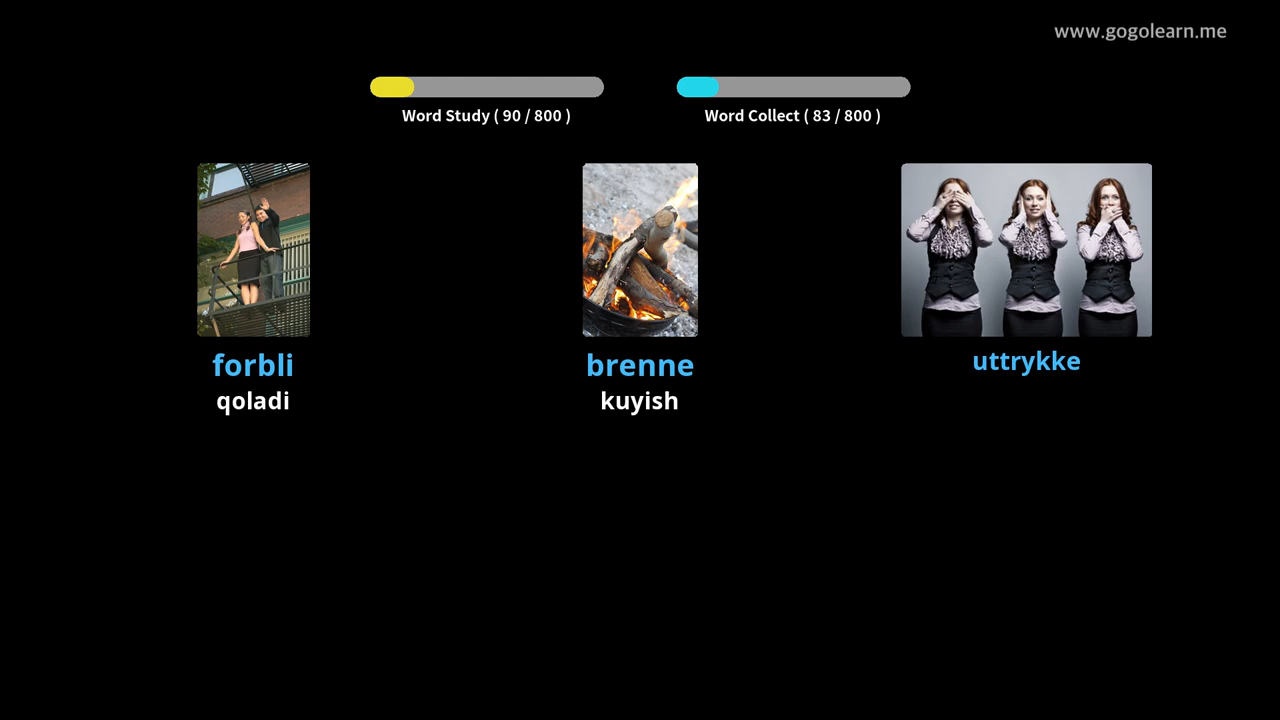 www.gogolearn.me
Word Study ( 90 / 800 )
Word Collect ( 83 / 800 )
forbli
qoladi
brenne
kuyish
uttrykke